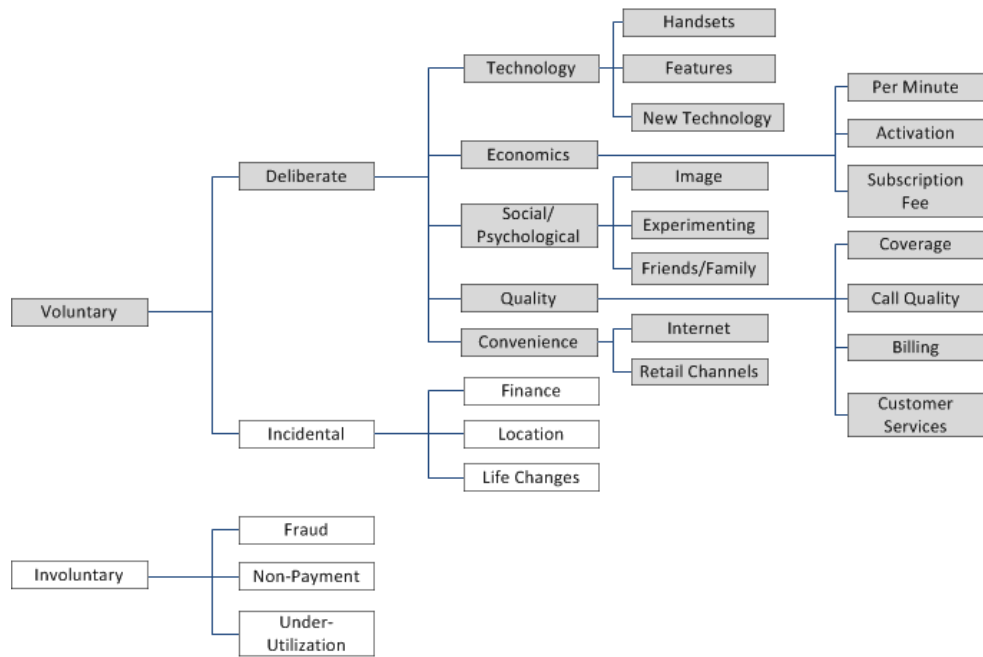 Handsets
Technology
Features
Per Minute
New Technology
Activation
Economics
Deliberate
Image
Subscription
Fee
Social/
Psychological
Experimenting
Coverage
Friends/Family
Voluntary
Quality
Call Quality
Internet
Convenience
Billing
Retail Channels
Finance
Customer
Services
Incidental
Location
Life Changes
Fraud
Involuntary
Non-Payment
Under-
Utilization